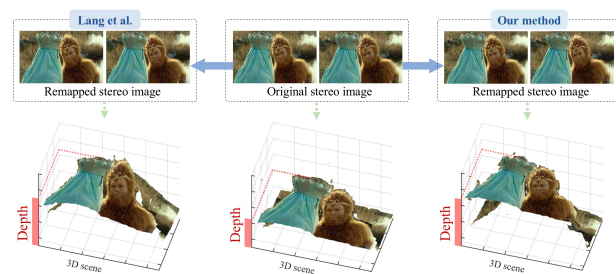 Lang et al.
Our method
Remapped stereo image
Original stereo image
Remapped stereo image
Depth
3D scene
Depth
3D scene
Depth
3D scene